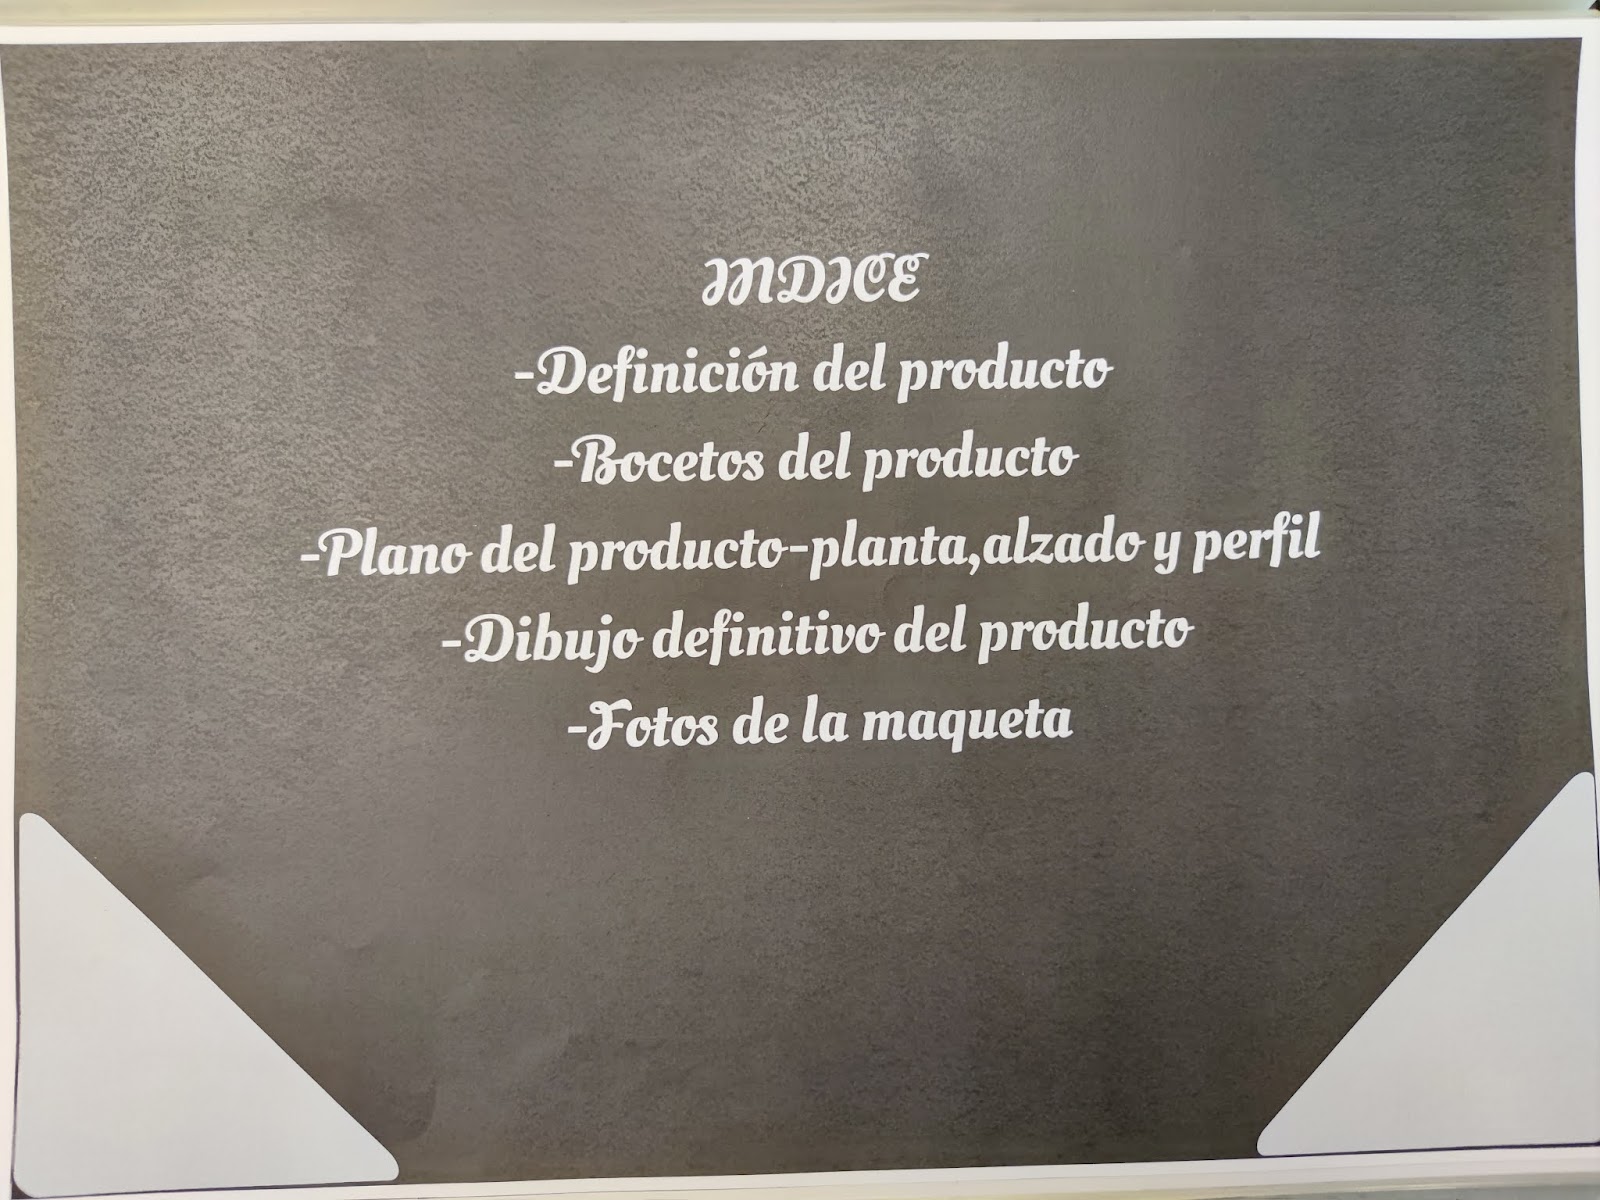 INDICE
-Definición del producto
-Bocetos del producto
-Plano del producto-planta,alzado y perfil
-Dibujo definitivo del producto
-Fotos de la maqueta